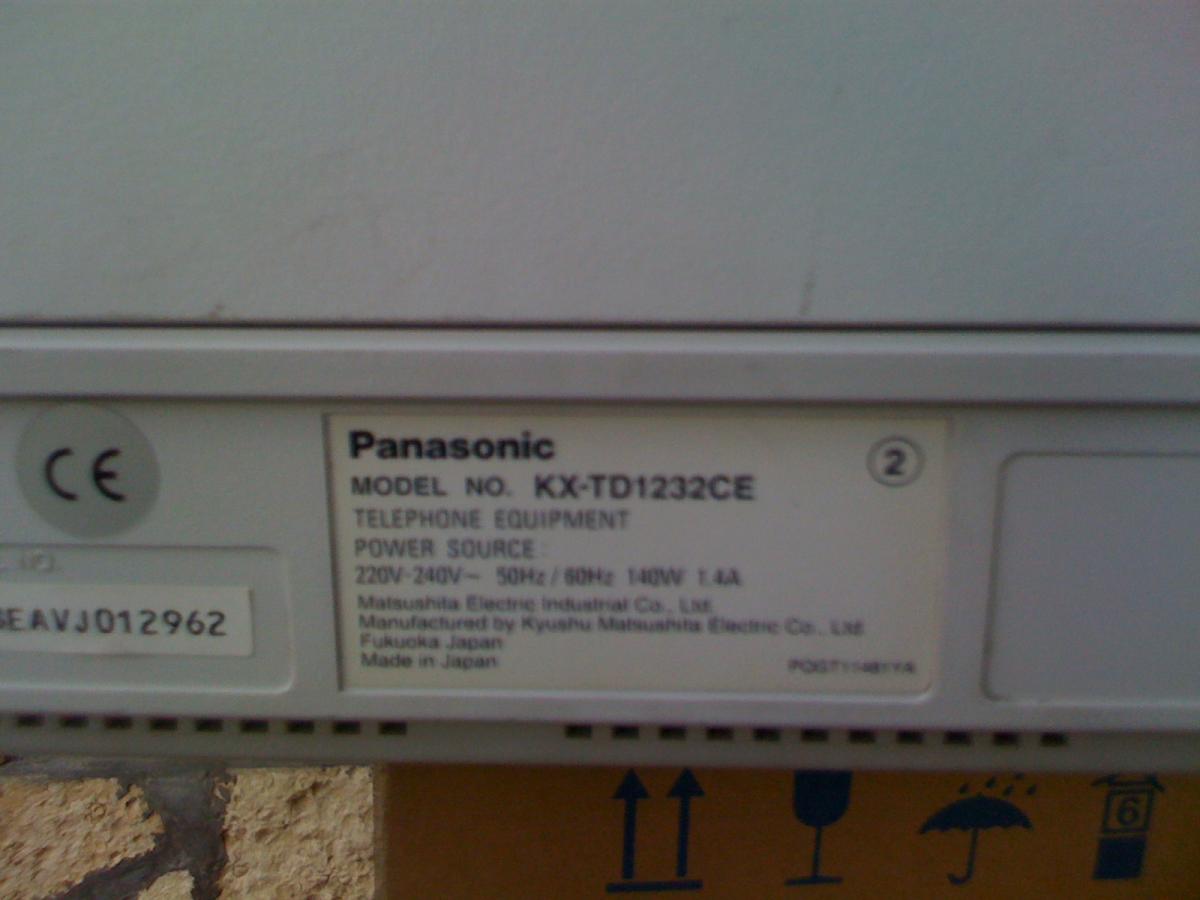 CE
Panasonic
2
MODEL NO. KX-TD1232CE
TELEPHONE EQUIPMENT
POWER SOURCE:
220V-240V~ 50Hz/60Hz 140W 1.4A
Matsushita Electric Industrial Co., Ltd.
Manufactured by Kyushu Matsushita Electric Co., Ltd.
Fukuoka Japan
Made in Japan
EAVJ012962
6